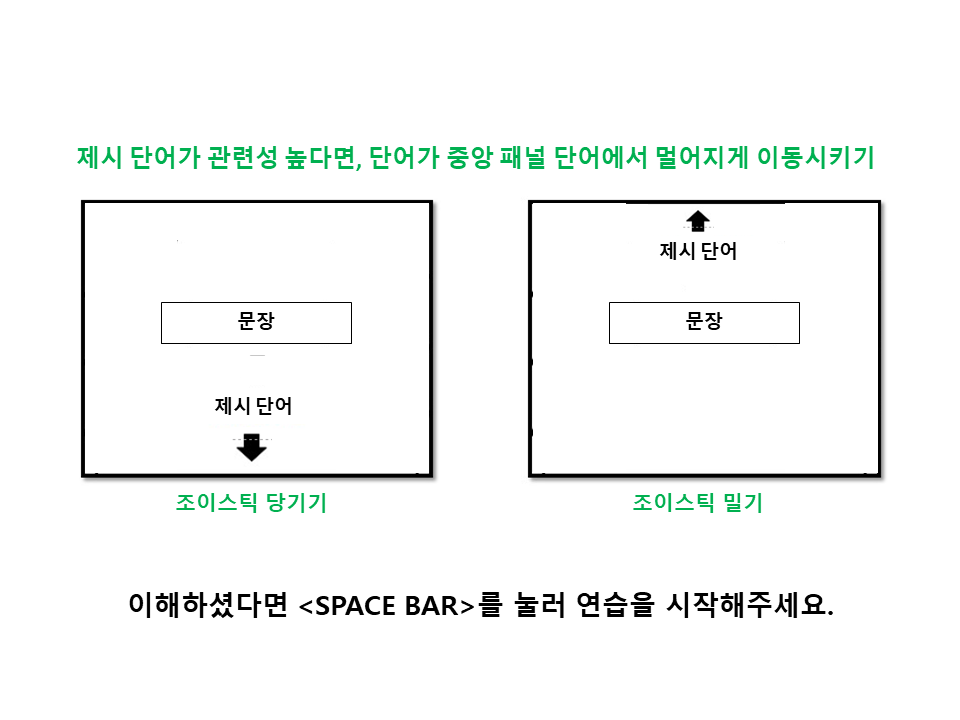 제시 단어가 관련성 높다면, 단어가 중앙 패널 단어에서 멀어지게 이동시키기
문장
제시 단어
조이스틱 당기기
제시 단어
문장
조이스틱 밀기
이해하셨다면 <SPACE BAR>를 눌러 연습을 시작해주세요.